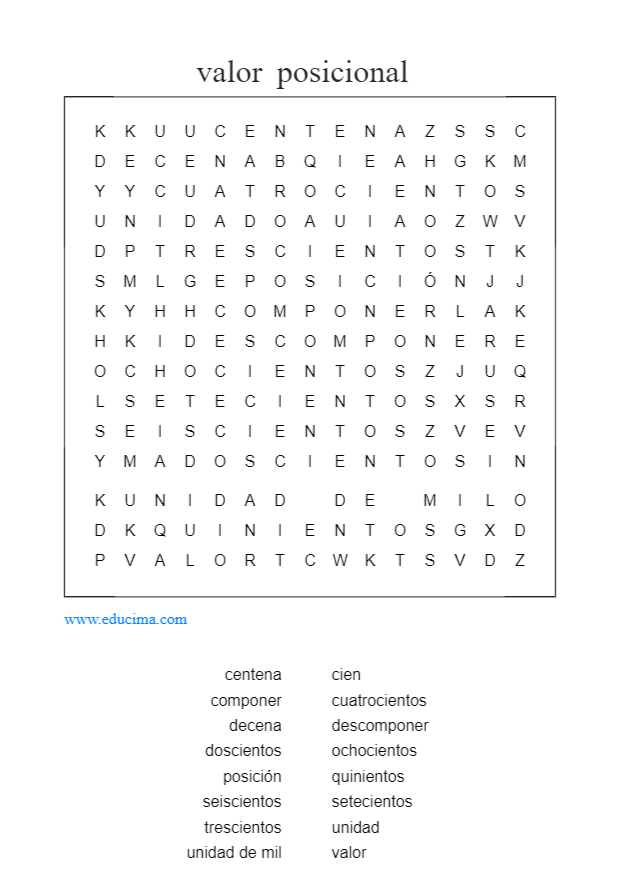 valor posicional
K K U U C E N T E N A Z S S C
D E C E N A B Q I E A H G K M
Y Y C U A T R O C I E N T O S
U N I D A D O A U I A O Z W V
D P T R E S C I E N T O S T K
S M L G E P O S I C I Ó N J J
K Y H H C O M P O N E R L A K
H K I D E S C O M P O N E R E
O C H O C I E N T O S Z J U Q
L S E T E C I E N T O S X S R
S E I S C I E N T O S Z V E V
Y M A D O S C I E N T O S I N
K U N I D A D   D E   M I L O
D K Q U I N I E N T O S G X D
P V A L O R T C W K T S V D Z
www.educima.com
centena cien
componer cuatrocientos
decena descomponer
doscientos ochocientos
posición quinientos
seiscientos setecientos
trescientos unidad
unidad de mil valor